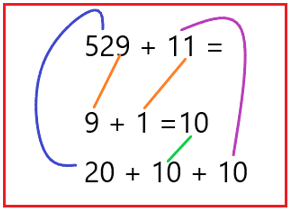 529 + 11 =
9 + 1 =10
20 + 10 + 10